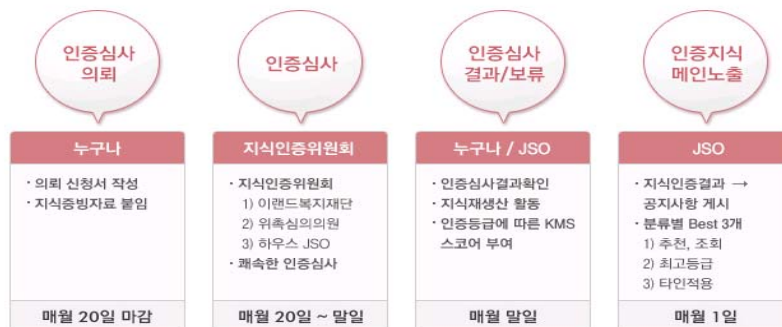 인증심사
의뢰
누구나
· 의뢰 신청서 작성
· 지식증빙자료 붙임
매월 20일 마감
인증심사
지식인증위원회
· 지식인증위원회
1) 이랜드복지재단
2) 위촉심의의원
3) 하우스 JSO
· 쾌속한 인증심사
매월 20일 ~ 말일
인증심사
결과/보류
누구나 / JSO
· 인증심사결과확인
· 지식재생산 활동
· 인증등급에 따른 KMS
스코어 부여
매월 말일
인증지식
메인노출
JSO
· 지식인증결과 →
공지사항 게시
· 분류별 Best 3개
1) 추천, 조회
2) 최고등급
3) 타인적용
매월 1일